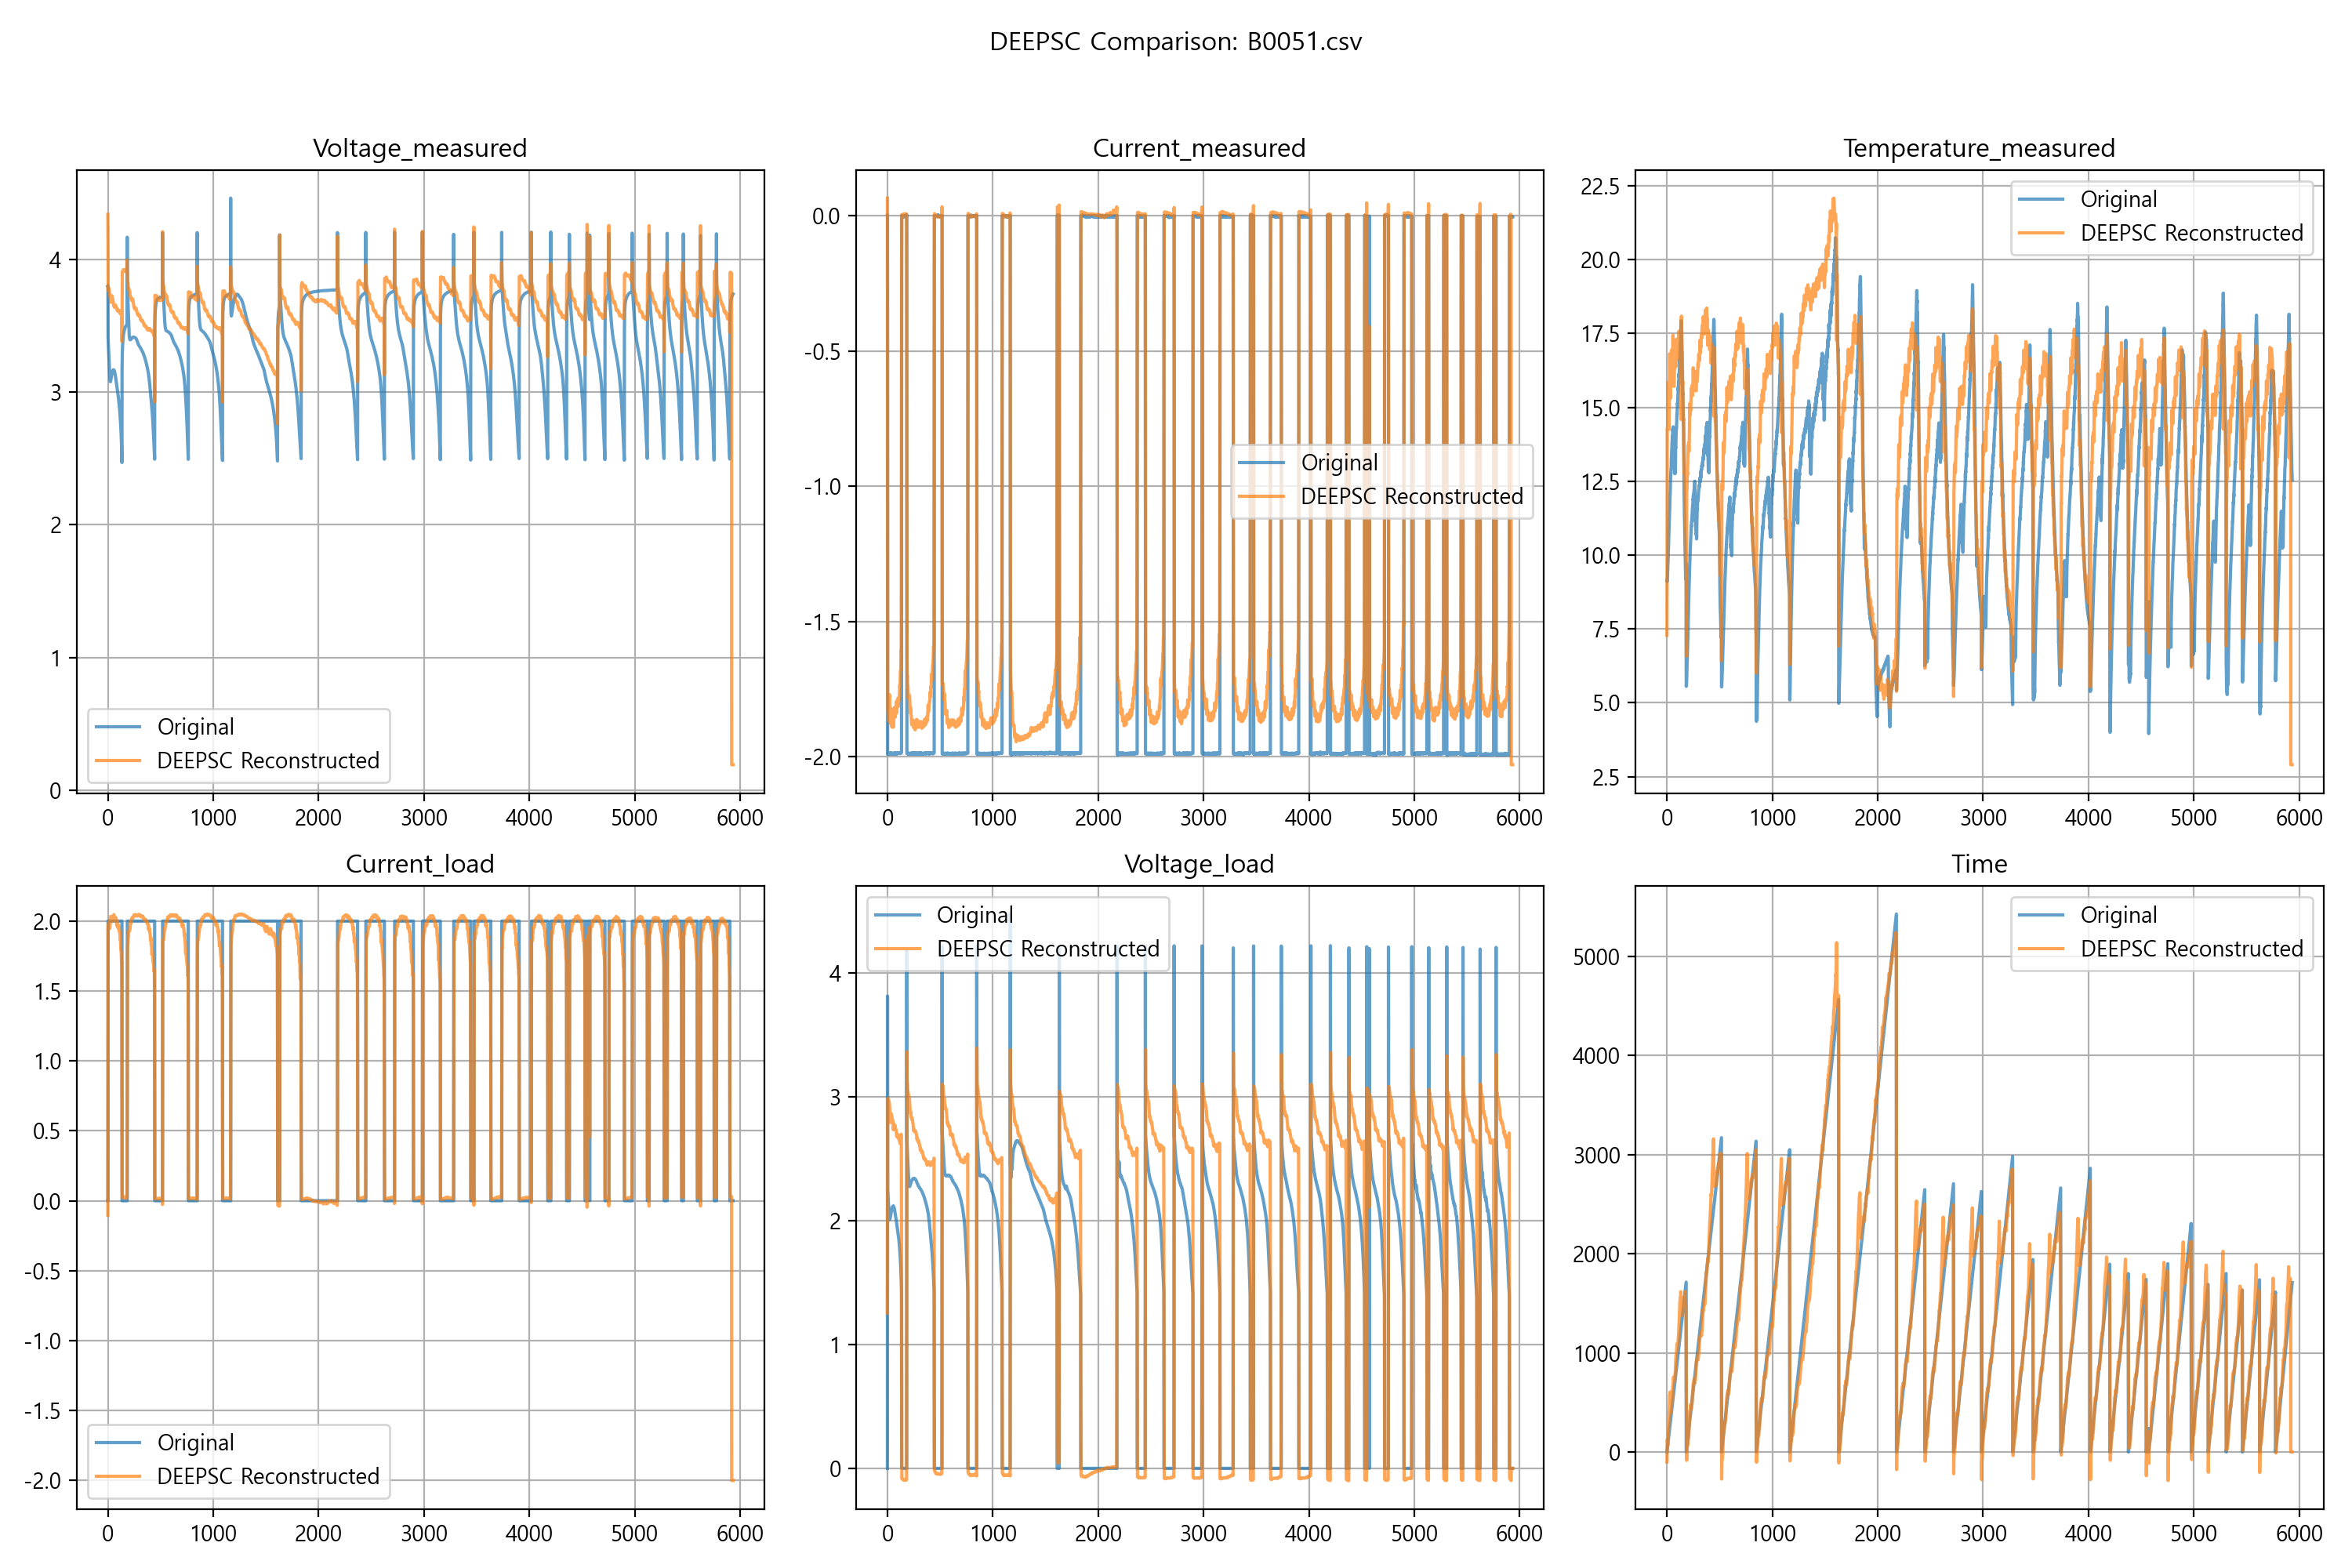 DEEPSC Comparison: B0051.csv
Voltage_measured
4
3
2
1
0
Original
DEEPSC Reconstructed
0 1000 2000 3000 4000 5000 6000
Current_measured
0.0
-0.5
-1.0
-1.5
-2.0
Original
DEEPSC Reconstructed
0 1000 2000 3000 4000 5000 6000
Temperature_measured
22.5
20.0
17.5
15.0
12.5
10.0
7.5
5.0
2.5
Original
DEEPSC Reconstructed
0 1000 2000 3000 4000 5000 6000
Current_load
2.0
1.5
1.0
0.5
0.0
-0.5
-1.0
-1.5
-2.0
Original
DEEPSC Reconstructed
0 1000 2000 3000 4000 5000 6000
Voltage_load
Original
DEEPSC Reconstructed
4
3
2
1
0
0 1000 2000 3000 4000 5000 6000
Time
Original
DEEPSC Reconstructed
5000
4000
3000
2000
1000
0
0 1000 2000 3000 4000 5000 6000